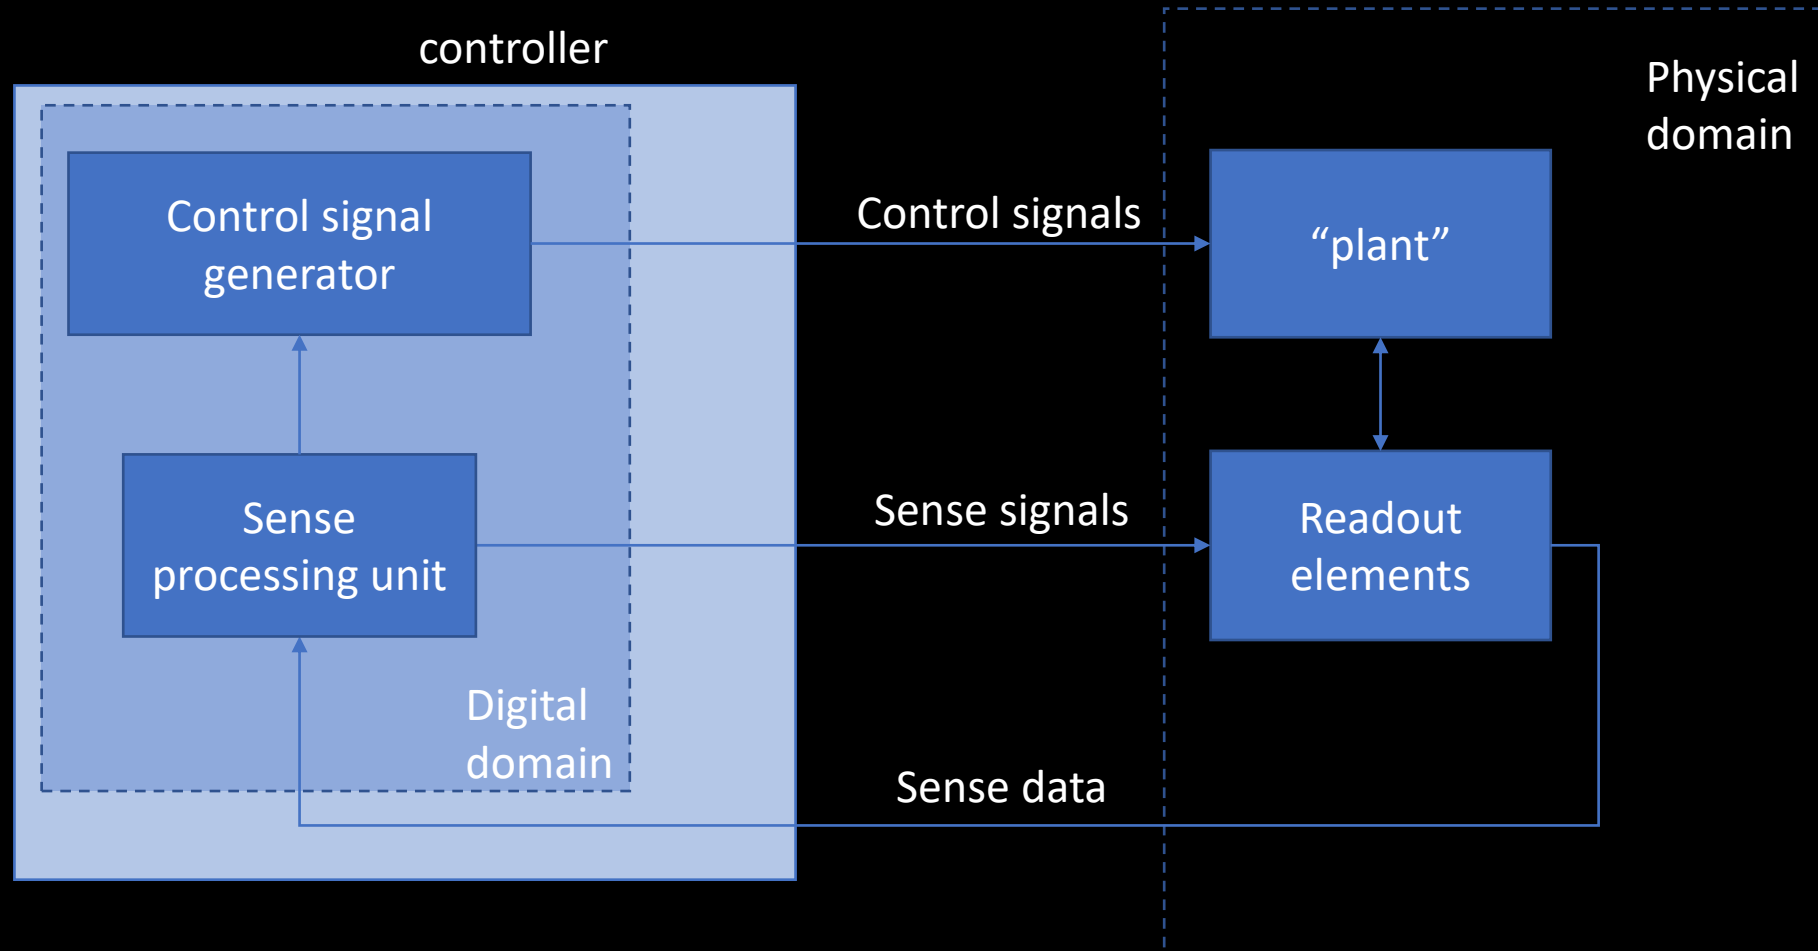 controller
Physical
domain
Control signal
generator
Control signals
“plant”
Sense
processing unit
Sense signals
Readout
elements
Digital
domain
Sense data